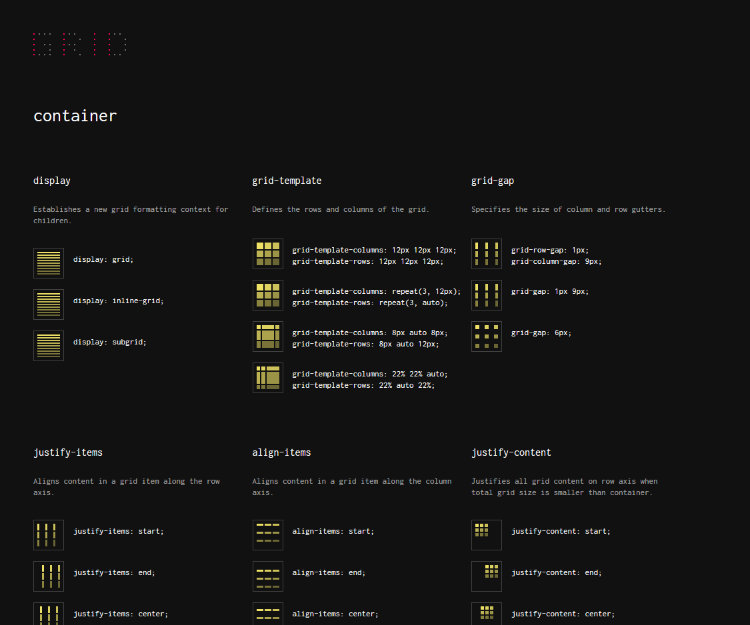 GRID
container
display
Establishes a new grid formatting context for
children.
display: grid;
display: inline-grid;
display: subgrid;
grid-template
Defines the rows and columns of the grid.
grid-template-columns: 12px 12px 12px;
grid-template-rows: 12px 12px 12px;
grid-template-columns: repeat(3, 12px);
grid-template-rows: repeat(3, auto);
grid-template-columns: 8px auto 8px;
grid-template-rows: 8px auto 12px;
grid-template-columns: 22% 22% auto;
grid-template-rows: 22% auto 22%;
grid-gap
Specifies the size of column and row gutters.
grid-row-gap: 1px;
grid-column-gap: 9px;
grid-gap: 1px 9px;
grid-gap: 6px;
justify-items
Aligns content in a grid item along the row
axis.
justify-items: start;
justify-items: end;
justify-items: center;
align-items
Aligns content in a grid item along the column
axis.
align-items: start;
align-items: end;
align-items: center;
justify-content
Justifies all grid content on row axis when
total grid size is smaller than container.
justify-content: start;
justify-content: end;
justify-content: center;